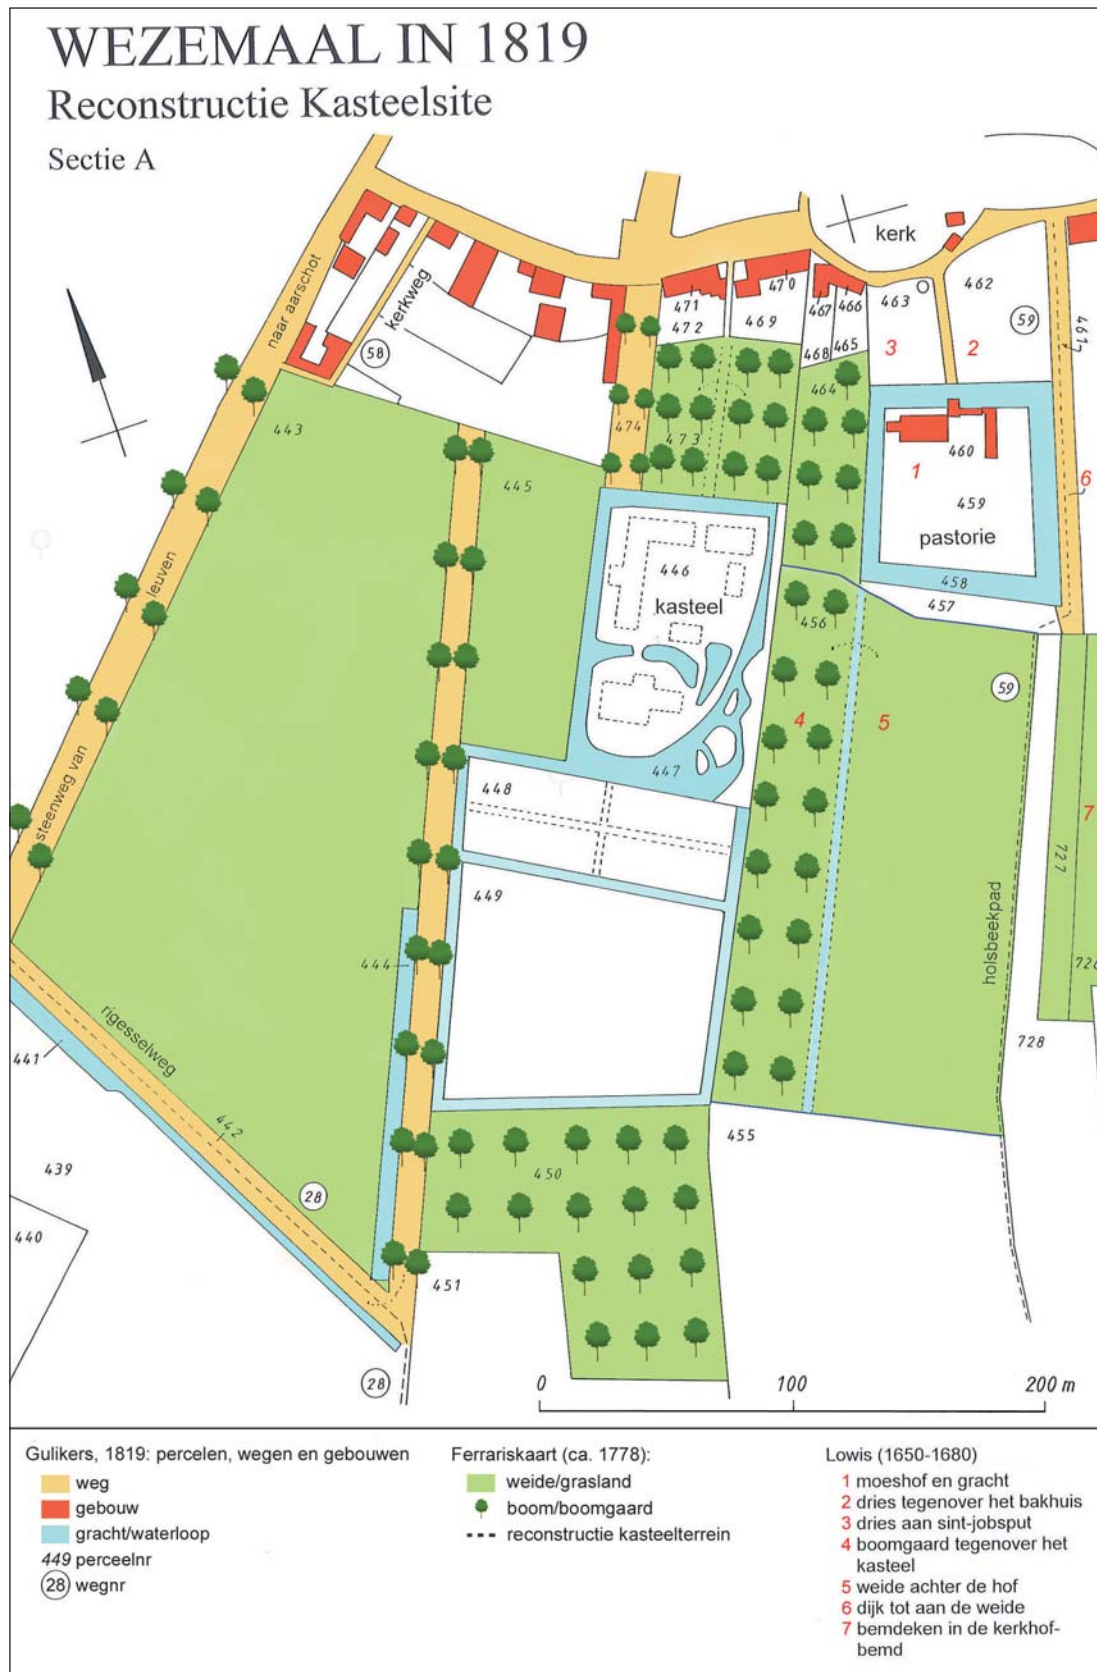 WEZEMAAL IN 1819
Reconstructie Kasteelsite
Sectie A
kerk
naar aarschot
kerkweg
58
471
472
470
469
467
466
468
465
464
463
462
59
461
3
2
443
445
474
473
1
460
459
pastorie
6
458
457
446
kasteel
456
leuven
59
4
5
447
steenweg van
448
449
7
727
holsbeekpad
444
726
rigesselweg
441
442
728
455
450
439
28
440
451
28
0 100 200 m
Gulikers, 1819: percelen, wegen en gebouwen
weg
gebouw
gracht/waterloop
449 perceelnr
28 wegnr
Ferrariskaart (ca. 1778):
weide/grasland
boom/boomgaard
reconstructie kasteelterrein
Lowis (1650-1680)
1 moeshof en gracht
2 dries tegenover het bakhuis
3 dries aan sint-jobsput
4 boomgaard tegenover het
kasteel
5 weide achter de hof
6 dijk tot aan de weide
7 bemdeken in de kerkhof-
bemd